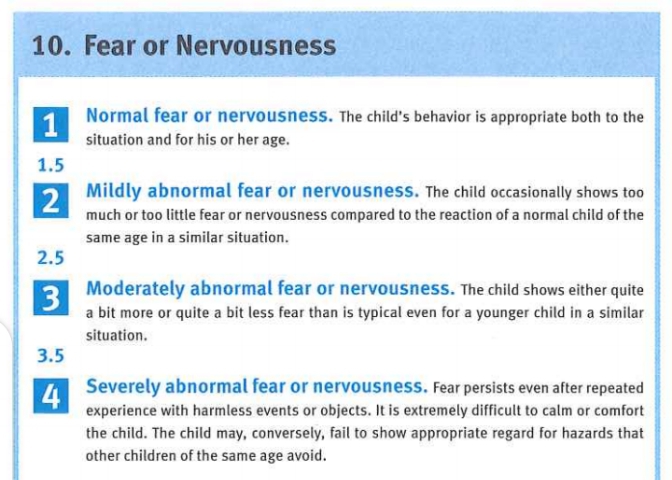 10. Fear or Nervousness
1 Normal fear or nervousness. The child's behavior is appropriate both to the
situation and for his or her age.
1.5
2 Mildly abnormal fear or nervousness. The child occasionally shows too
much or too little fear or nervousness compared to the reaction of a normal child of the
same age in a similar situation.
2.5
3 Moderately abnormal fear or nervousness. The child shows either quite
a bit more or quite a bit less fear than is typical even for a younger child in a similar
situation.
3.5
4 Severely abnormal fear or nervousness. Fear persists even after repeated
experience with harmless events or objects. It is extremely difficult to calm or comfort
the child. The child may, conversely, fail to show appropriate regard for hazards that
other children of the same age avoid.